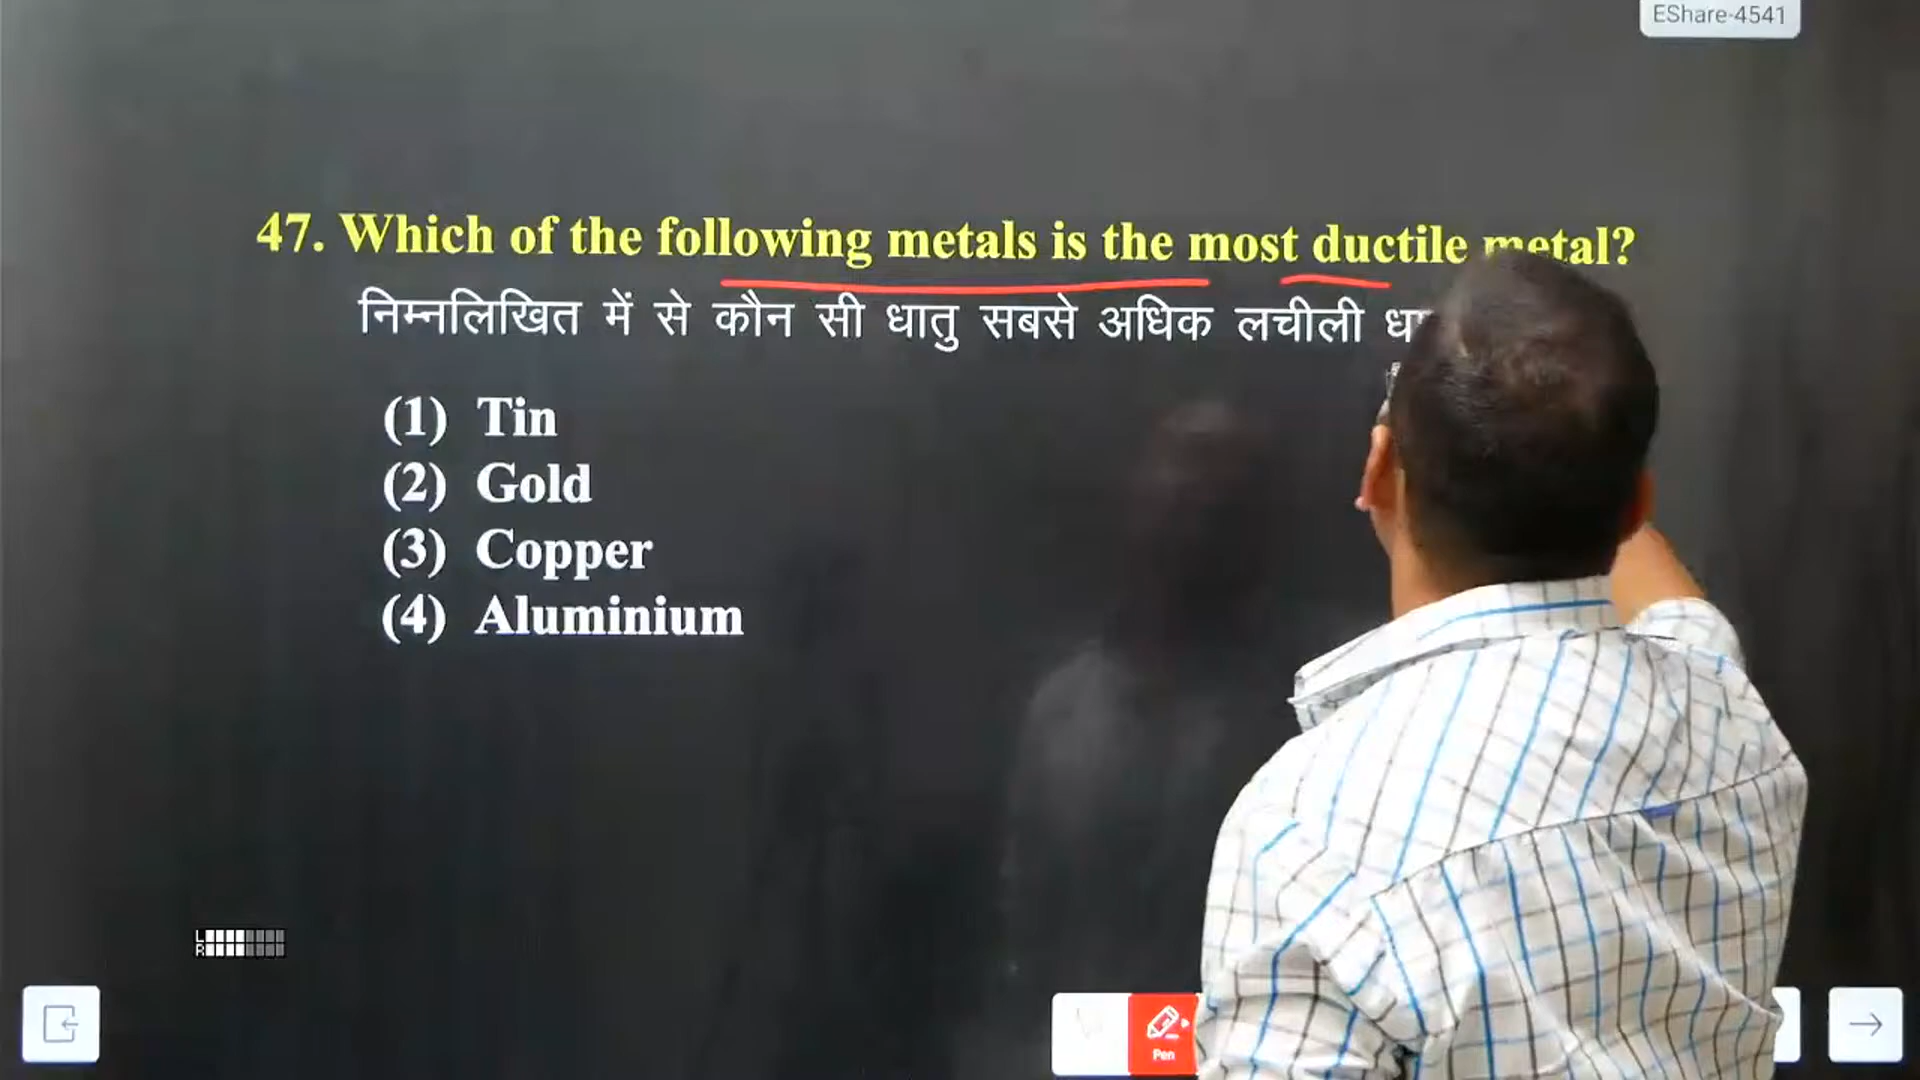 EShare-4541
47. Which of the following metals is the most ductile metal?
निम्नलिखित में से कौन सी धातु सबसे अधिक लचीली
(1) Tin
(2) Gold
(3) Copper
(4) Aluminium
L
R
Pen